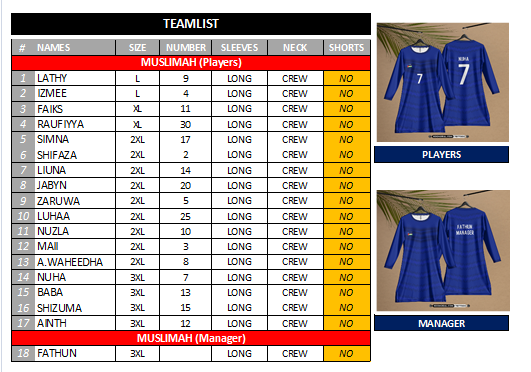 TEAMLIST
# NAMES SIZE NUMBER SLEEVES NECK SHORTS
MUSLIMAH (Players)
1 LATHY L 9 LONG CREW NO
2 IZMEE L 4 LONG CREW NO
3 FAIKS XL 11 LONG CREW NO
4 RAUFIYYA XL 30 LONG CREW NO
5 SIMNA 2XL 17 LONG CREW NO
6 SHIFAZA 2XL 2 LONG CREW NO
7 LIUNA 2XL 14 LONG CREW NO
8 JABYN 2XL 20 LONG CREW NO
9 ZARUWA 2XL 5 LONG CREW NO
10 LUHAA 2XL 25 LONG CREW NO
11 NUZLA 2XL 10 LONG CREW NO
12 MAII 2XL 3 LONG CREW NO
13 A.WAHEEDHA 2XL 8 LONG CREW NO
14 NUHA 3XL 7 LONG CREW NO
15 BABA 3XL 13 LONG CREW NO
16 SHIZUMA 3XL 15 LONG CREW NO
17 AINTH 3XL 12 LONG CREW NO
MUSLIMAH (Manager)
18 FATHUN 3XL LONG CREW NO
7
NUHA
7
PLAYERS
FATHUN
MANAGER
MANAGER